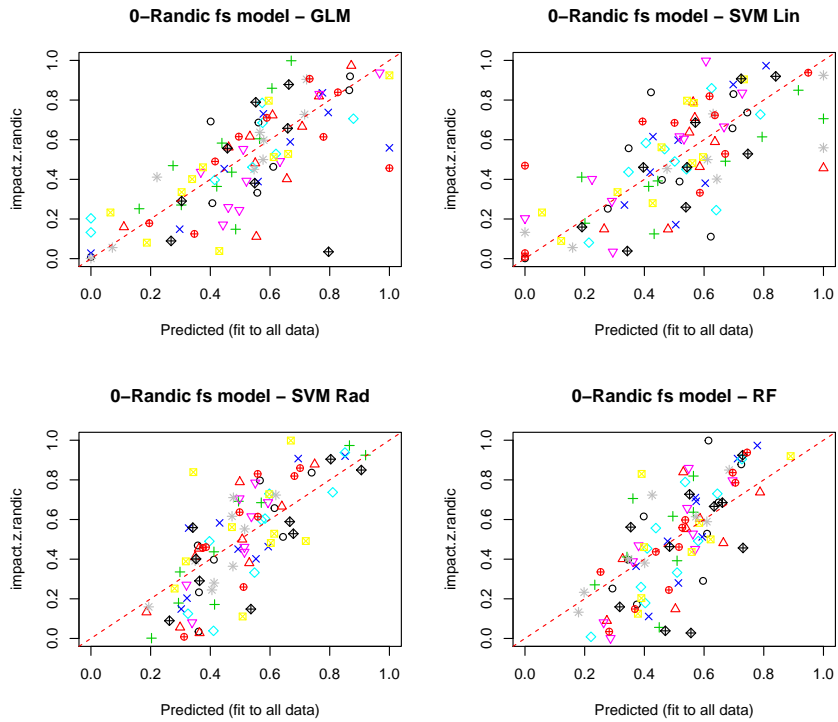 0−Randic fs model − GLM
impact.z.randic
1.0
0.8
0.6
0.4
0.2
0.0
0.0 0.2 0.4 0.6 0.8 1.0
Predicted (fit to all data)
0−Randic fs model − SVM Lin
impact.z.randic
1.0
0.8
0.6
0.4
0.2
0.0
0.0 0.2 0.4 0.6 0.8 1.0
Predicted (fit to all data)
0−Randic fs model − SVM Rad
impact.z.randic
1.0
0.8
0.6
0.4
0.2
0.0
0.0 0.2 0.4 0.6 0.8 1.0
Predicted (fit to all data)
0−Randic fs model − RF
impact.z.randic
1.0
0.8
0.6
0.4
0.2
0.0
0.0 0.2 0.4 0.6 0.8 1.0
Predicted (fit to all data)